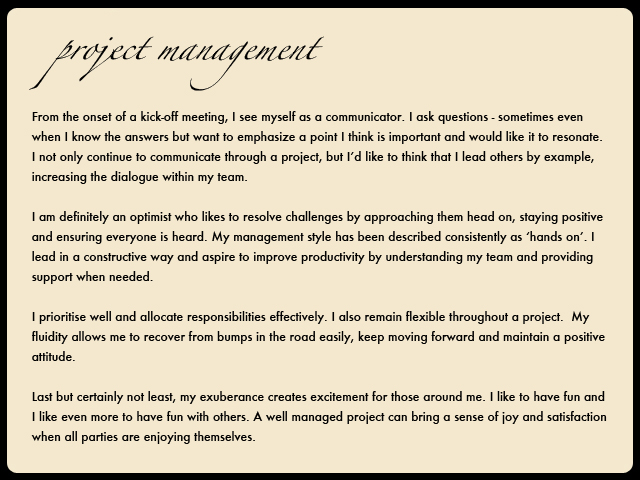 project management
From the onset of a kick-off meeting, I see myself as a communicator. I ask questions - sometimes even
when I know the answers but want to emphasize a point I think is important and would like it to resonate.
I not only continue to communicate through a project, but I'd like to think that I lead others by example,
increasing the dialogue within my team.
I am definitely an optimist who likes to resolve challenges by approaching them head on, staying positive
and ensuring everyone is heard. My management style has been described consistently as ‘hands on’. I
lead in a constructive way and aspire to improve productivity by understanding my team and providing
support when needed.
I prioritise well and allocate responsibilities effectively. I also remain flexible throughout a project.  My
fluidity allows me to recover from bumps in the road easily, keep moving forward and maintain a positive
attitude.
Last but certainly not least, my exuberance creates excitement for those around me. I like to have fun and
I like even more to have fun with others. A well managed project can bring a sense of joy and satisfaction
when all parties are enjoying themselves.